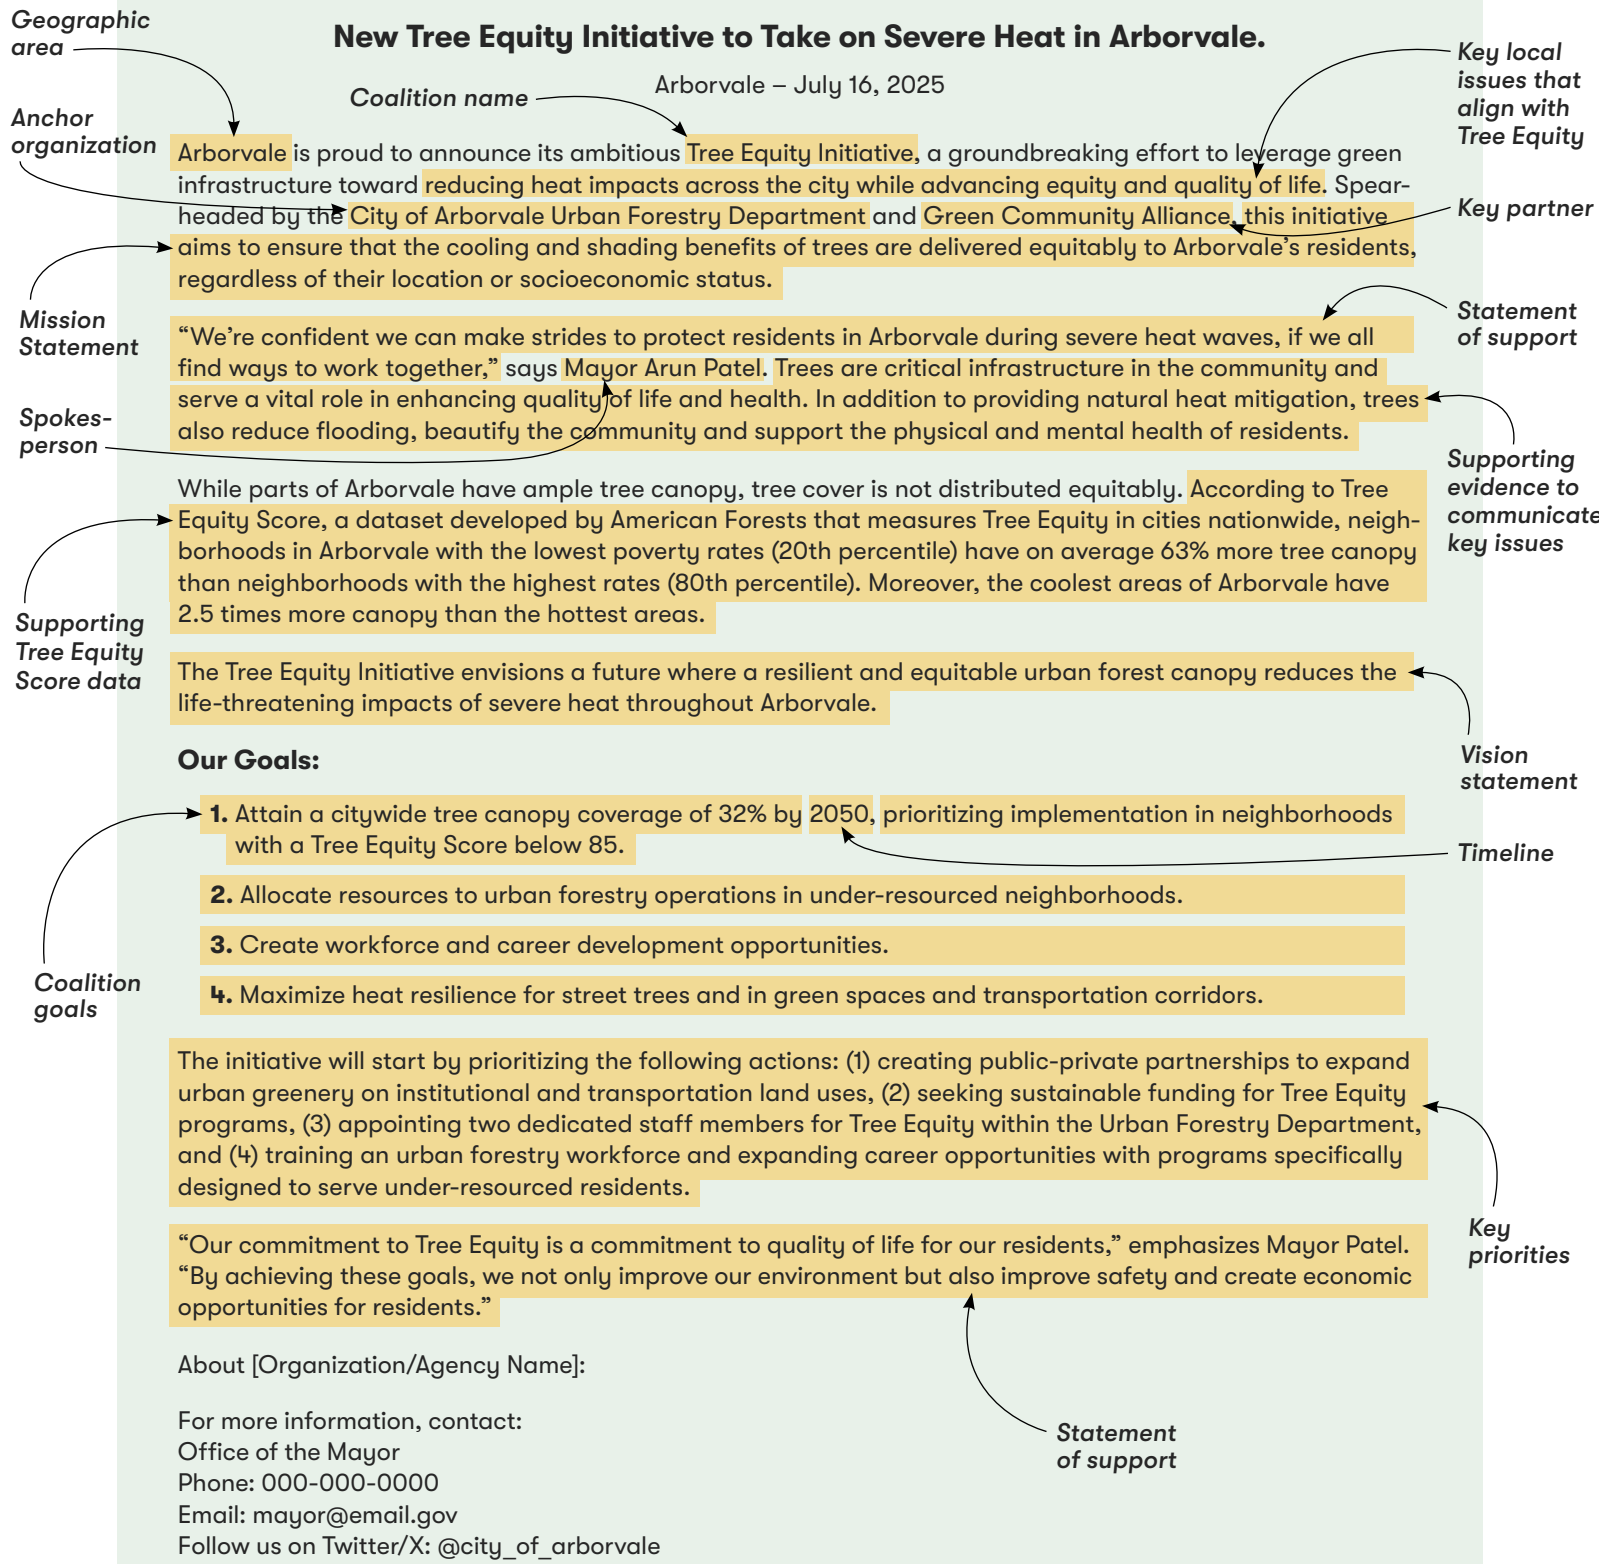 New Tree Equity Initiative to Take on Severe Heat in Arborvale.
Arborvale – July 16, 2025
Geographic
area
Coalition name
Key local
issues that
align with
Tree Equity
Anchor
organization
Arborvale is proud to announce its ambitious Tree Equity Initiative, a groundbreaking effort to leverage green
infrastructure toward reducing heat impacts across the city while advancing equity and quality of life. Spear-
headed by the City of Arborvale Urban Forestry Department and Green Community Alliance, this initiative
aims to ensure that the cooling and shading benefits of trees are delivered equitably to Arborvale’s residents,
regardless of their location or socioeconomic status.
Key partner
Mission
Statement
Statement
of support
“We’re confident we can make strides to protect residents in Arborvale during severe heat waves, if we all
find ways to work together,” says Mayor Arun Patel. Trees are critical infrastructure in the community and
serve a vital role in enhancing quality of life and health. In addition to providing natural heat mitigation, trees
also reduce flooding, beautify the community and support the physical and mental health of residents.
Spokes-
person
Supporting
evidence to
communicate
key issues
While parts of Arborvale have ample tree canopy, tree cover is not distributed equitably. According to Tree
Equity Score, a dataset developed by American Forests that measures Tree Equity in cities nationwide, neigh-
borhoods in Arborvale with the lowest poverty rates (20th percentile) have on average 63% more tree canopy
than neighborhoods with the highest rates (80th percentile). Moreover, the coolest areas of Arborvale have
2.5 times more canopy than the hottest areas.
Supporting
Tree Equity
Score data
The Tree Equity Initiative envisions a future where a resilient and equitable urban forest canopy reduces the
life-threatening impacts of severe heat throughout Arborvale.
Vision
statement
Our Goals:
1. Attain a citywide tree canopy coverage of 32% by 2050, prioritizing implementation in neighborhoods
with a Tree Equity Score below 85.
Timeline
2. Allocate resources to urban forestry operations in under-resourced neighborhoods.
3. Create workforce and career development opportunities.
4. Maximize heat resilience for street trees and in green spaces and transportation corridors.
Coalition
goals
The initiative will start by prioritizing the following actions: (1) creating public-private partnerships to expand
urban greenery on institutional and transportation land uses, (2) seeking sustainable funding for Tree Equity
programs, (3) appointing two dedicated staff members for Tree Equity within the Urban Forestry Department,
and (4) training an urban forestry workforce and expanding career opportunities with programs specifically
designed to serve under-resourced residents.
Key
priorities
“Our commitment to Tree Equity is a commitment to quality of life for our residents,” emphasizes Mayor Patel.
“By achieving these goals, we not only improve our environment but also improve safety and create economic
opportunities for residents.”
Statement
of support
About [Organization/Agency Name]:
For more information, contact:
Office of the Mayor
Phone: 000-000-0000
Email: mayor@email.gov
Follow us on Twitter/X: @city_of_arborvale